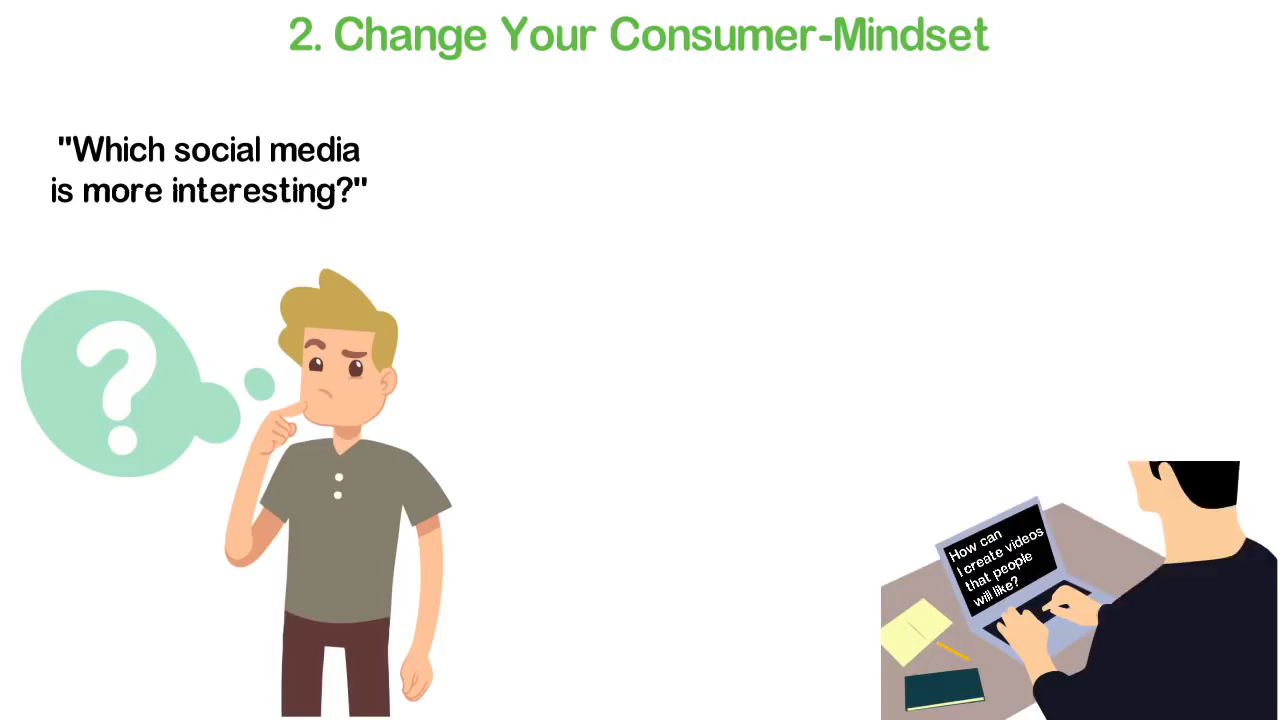 2. Change Your Consumer-Mindset
"Which social media
is more interesting?"
?
How can
I create videos
that people
will like?